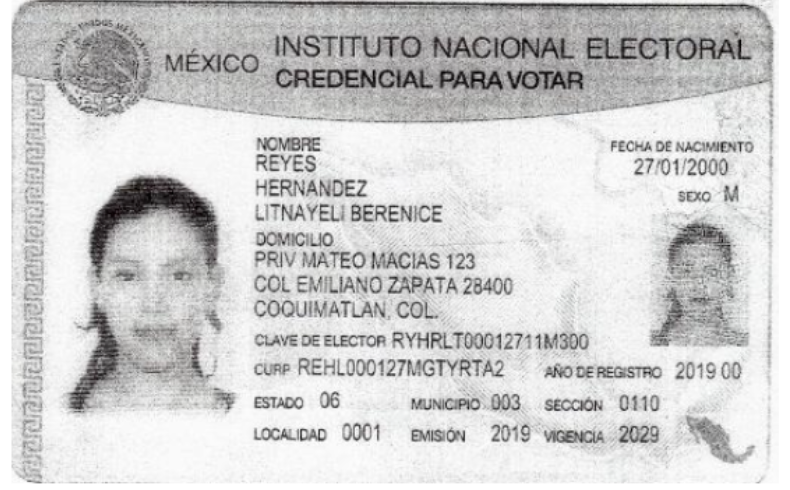 MÉXICO INSTITUTO NACIONAL ELECTORAL
CREDENCIAL PARA VOTAR
NOMBRE
REYES
HERNANDEZ
LITNAYELI BERENICE
FECHA DE NACIMIENTO
27/01/2000
SEXO M
DOMICILIO
PRIV MATEO MACIAS 123
COL EMILIANO ZAPATA 28400
COQUIMATLAN, COL.
CLAVE DE ELECTOR RYHRLT00012711M300
CURP REHL000127MGTYRTA2 AÑO DE REGISTRO 2019 00
ESTADO 06 MUNICIPIO 003 SECCIÓN 0110
LOCALIDAD 0001 EMISIÓN 2019 VIGENCIA 2029